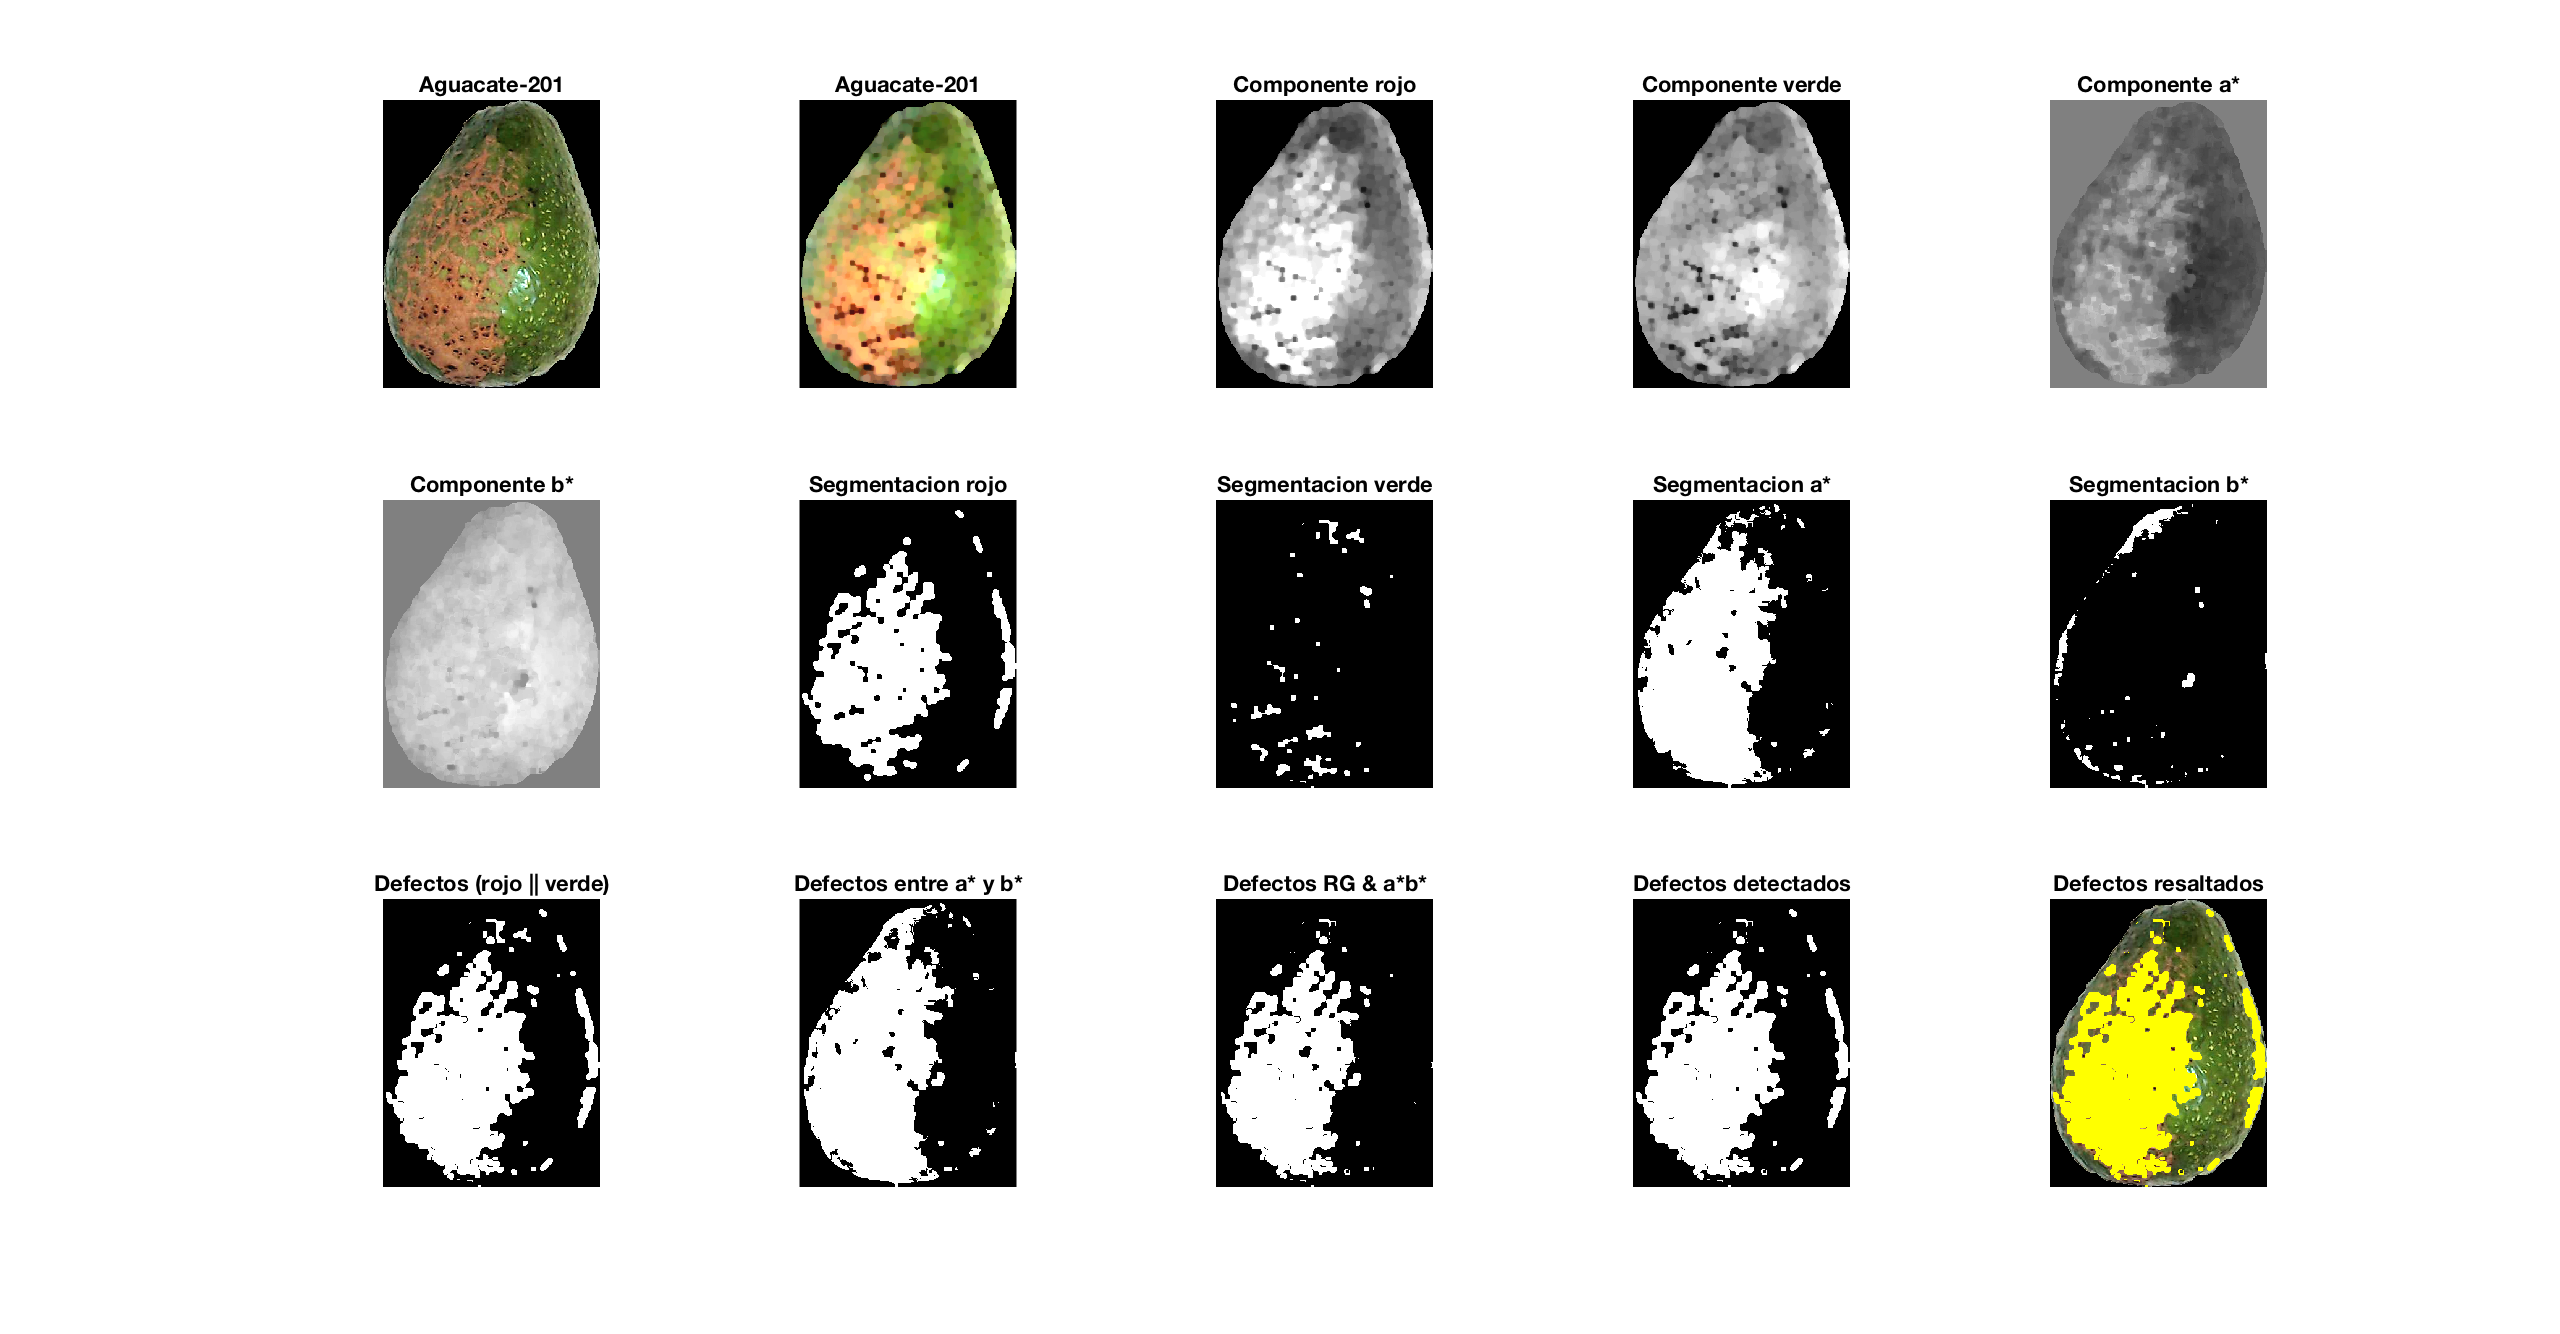 Aguacate-201
Aguacate-201
Componente rojo
Componente verde
Componente a*
Componente b*
Segmentacion rojo
Segmentacion verde
Segmentacion a*
Segmentacion b*
Defectos (rojo || verde)
Defectos entre a* y b*
Defectos RG & a*b*
Defectos detectados
Defectos resaltados